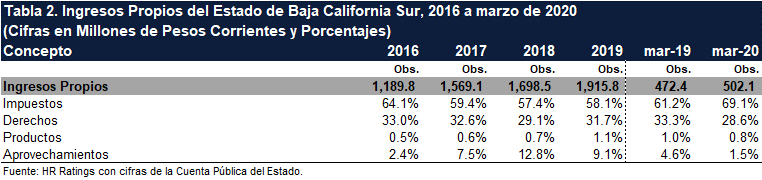 Tabla 2. Ingresos Propios del Estado de Baja California Sur, 2016 a marzo de 2020
(Cifras en Millones de Pesos Corrientes y Porcentajes)
Concepto 2016 2017 2018 2019 mar-19 mar-20
Obs. Obs. Obs. Obs. Obs. Obs.
Ingresos Propios 1,189.8 1,569.1 1,698.5 1,915.8 472.4 502.1
Impuestos 64.1% 59.4% 57.4% 58.1% 61.2% 69.1%
Derechos 33.0% 32.6% 29.1% 31.7% 33.3% 28.6%
Productos 0.5% 0.6% 0.7% 1.1% 1.0% 0.8%
Aprovechamientos 2.4% 7.5% 12.8% 9.1% 4.6% 1.5%
Fuente: HR Ratings con cifras de la Cuenta Pública del Estado.